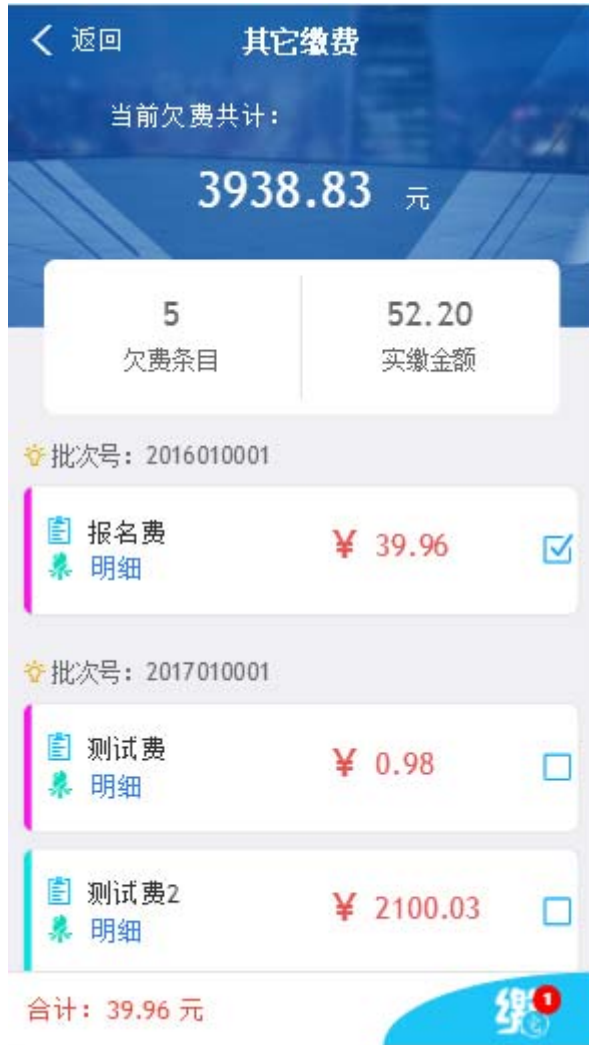 返回 其它缴费
当前欠费共计：
3938.83 元
5 52.20
欠费条目 实缴金额
批次号：2016010001
报名费 ¥ 39.96
明细
批次号：2017010001
测试费 ¥ 0.98
明细
测试费2 ¥ 2100.03
明细
合计：39.96 元 缴 1